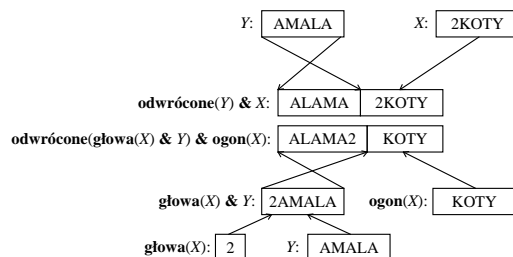 Y: AMALA X: 2KOTY
odwrócone(Y) & X: ALAMA 2KOTY
odwrócone(głowa(X) & Y) & ogon(X): ALAMA2 KOTY
głowa(X) & Y: 2AMALA ogon(X): KOTY
głowa(X): 2 Y: AMALA